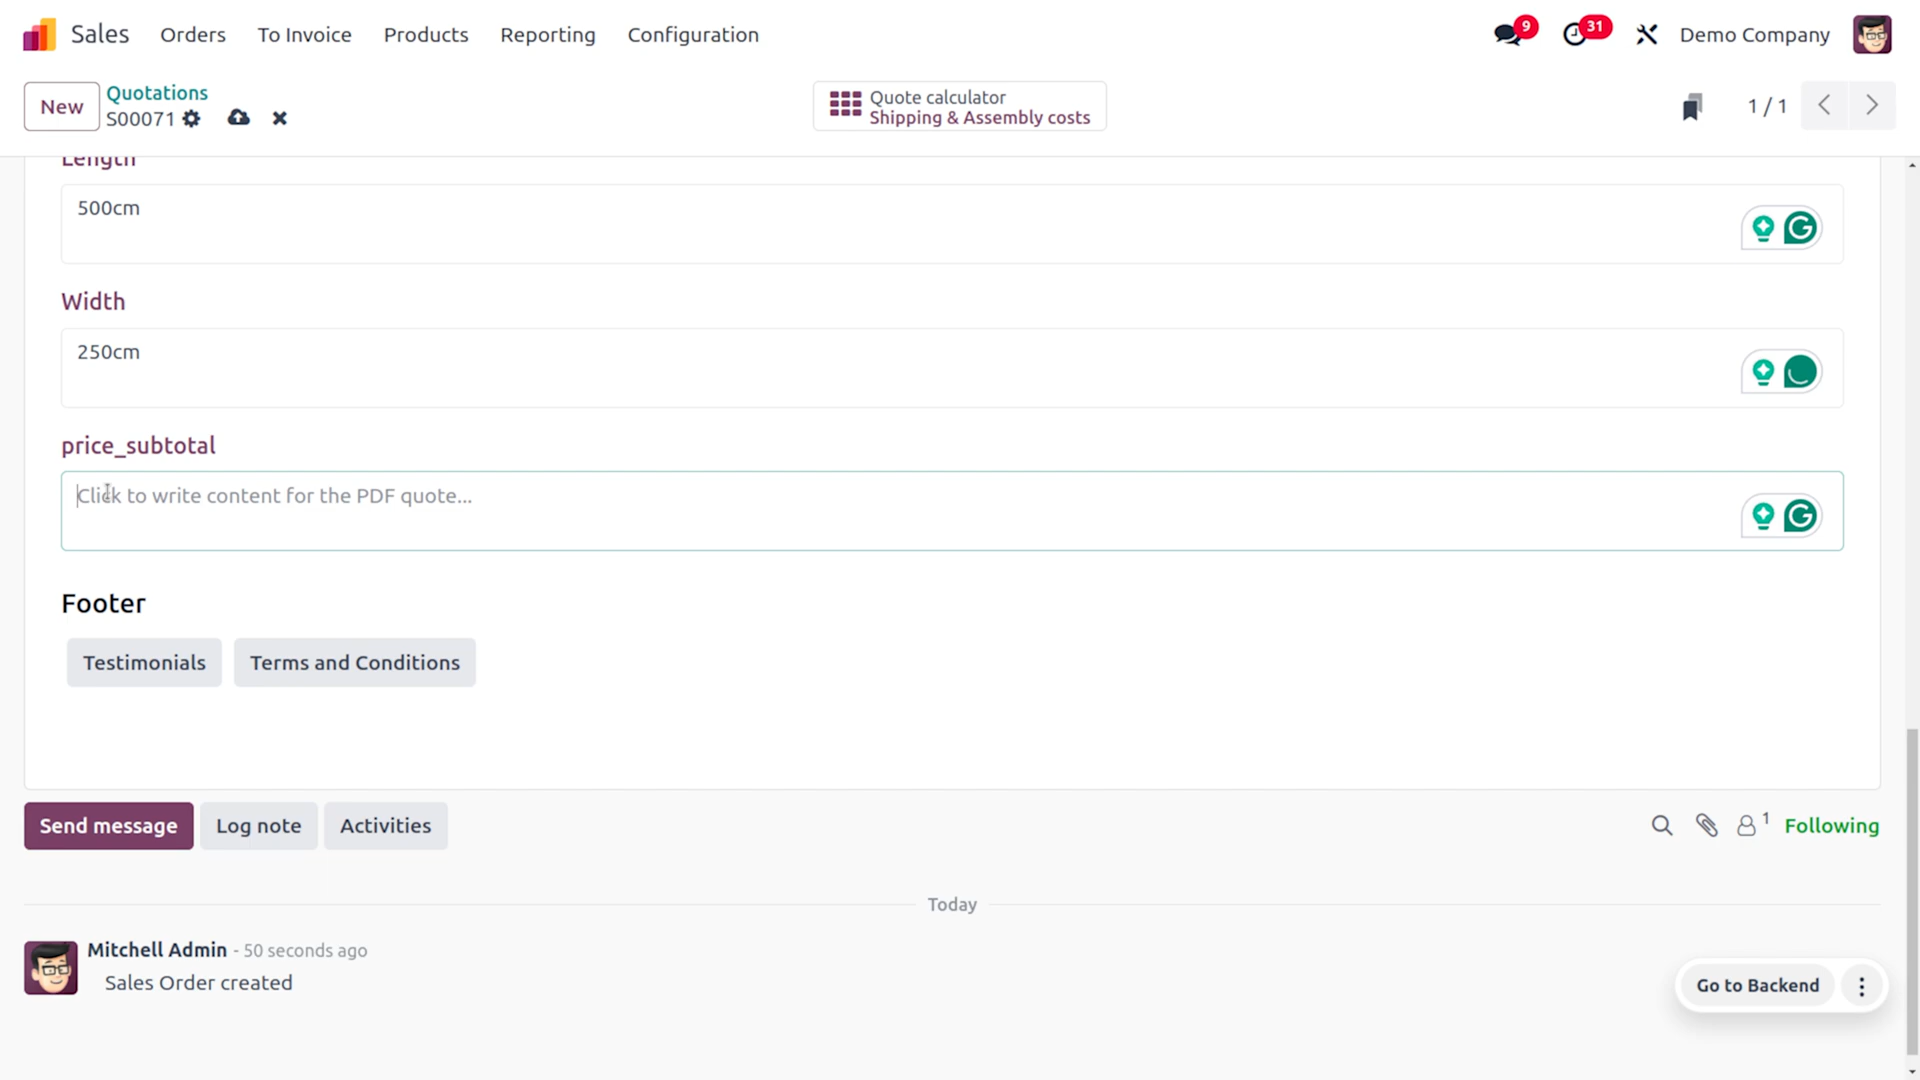 Sales
Orders
To Invoice
Products
Reporting
Configuration
9
31
Demo Company
New
Quotations
S00071
Quote calculator
Shipping & Assembly costs
1 / 1
Length
500cm
Width
250cm
price_subtotal
Click to write content for the PDF quote...
Footer
Testimonials
Terms and Conditions
Send message
Log note
Activities
1
Following
Today
Mitchell Admin - 50 seconds ago
Sales Order created
Go to Backend